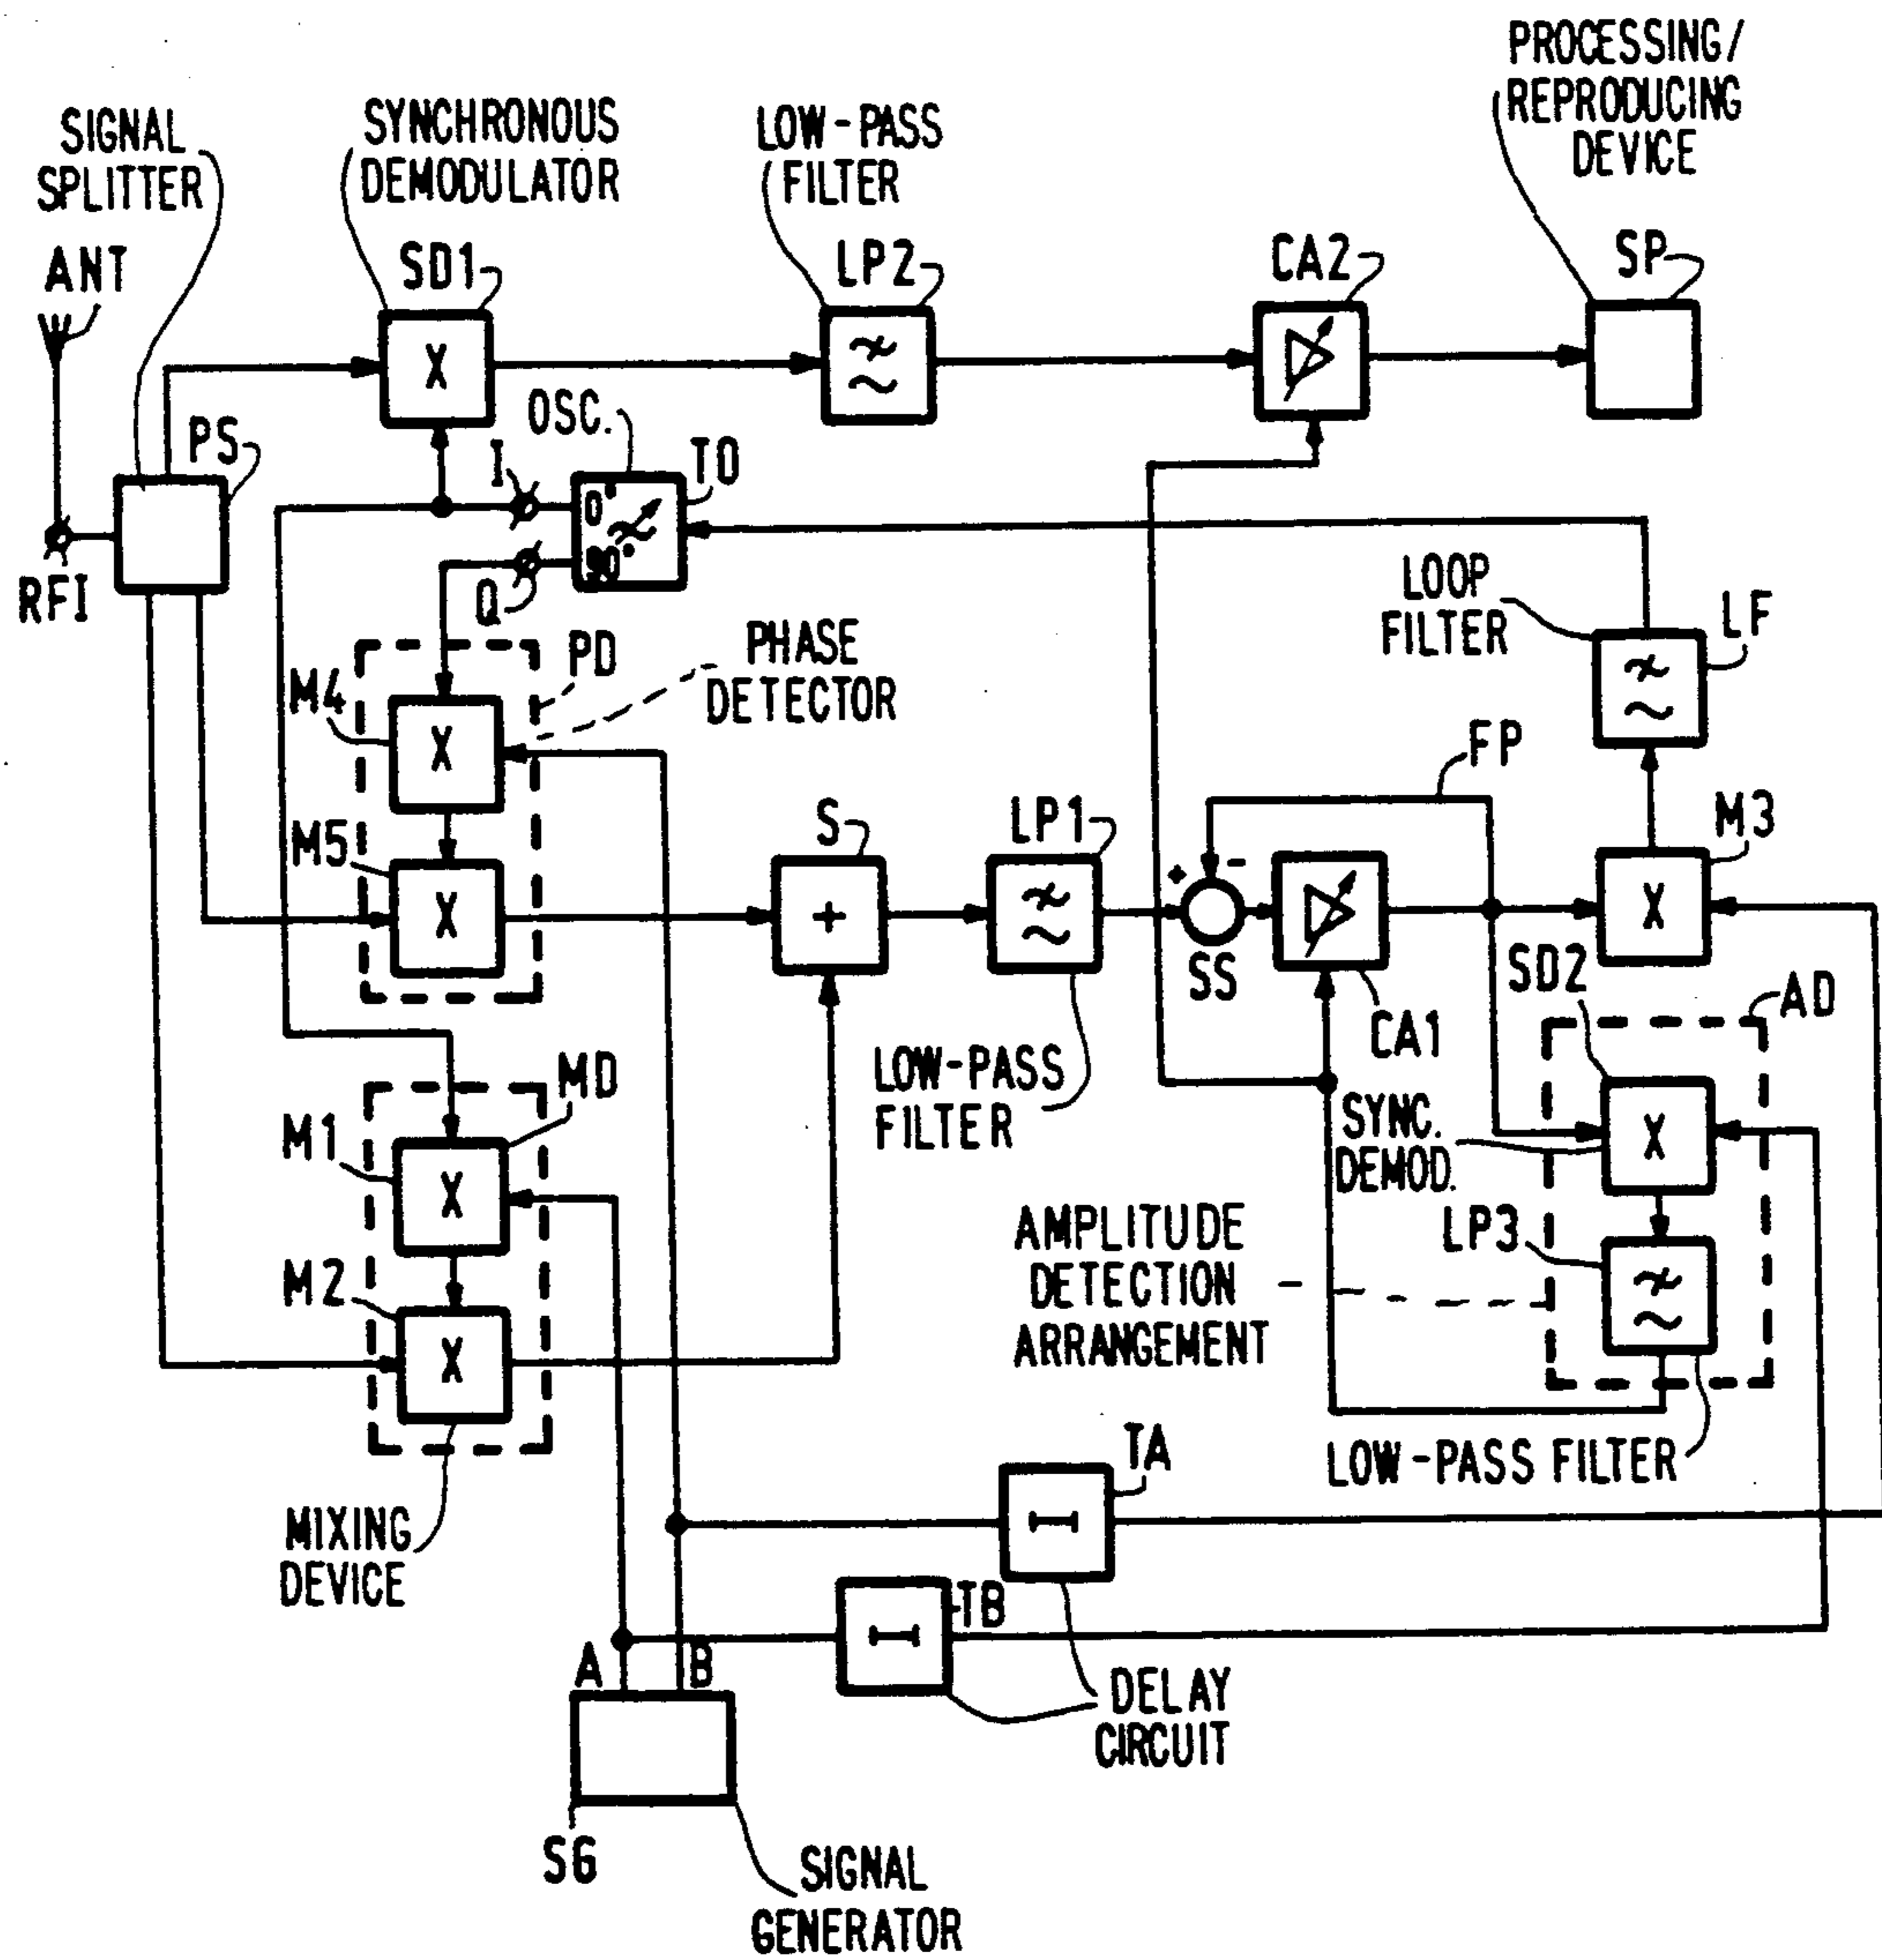 PROCESSING/
REPRODUCING
DEVICE
SIGNAL
SPLITTER
SYNCHRONOUS
DEMODULATOR
LOW-PASS
FILTER
ANT
SD1
LP2
CA2
SP
X
PS
OSC.
I
TO
0°
90°
Q
RFI
LOOP
FILTER
LF
PD
PHASE
DETECTOR
M4
X
FP
M5
X
S
+
LP1
+
-
SS
CA1
M3
X
SD2
AD
LOW-PASS
FILTER
MD
M1
X
SYNC.
DEMOD.
X
M2
X
AMPLITUDE
DETECTION
ARRANGEMENT
LP3
LOW-PASS FILTER
MIXING
DEVICE
TA
TB
A
B
DELAY
CIRCUIT
SG
SIGNAL
GENERATOR